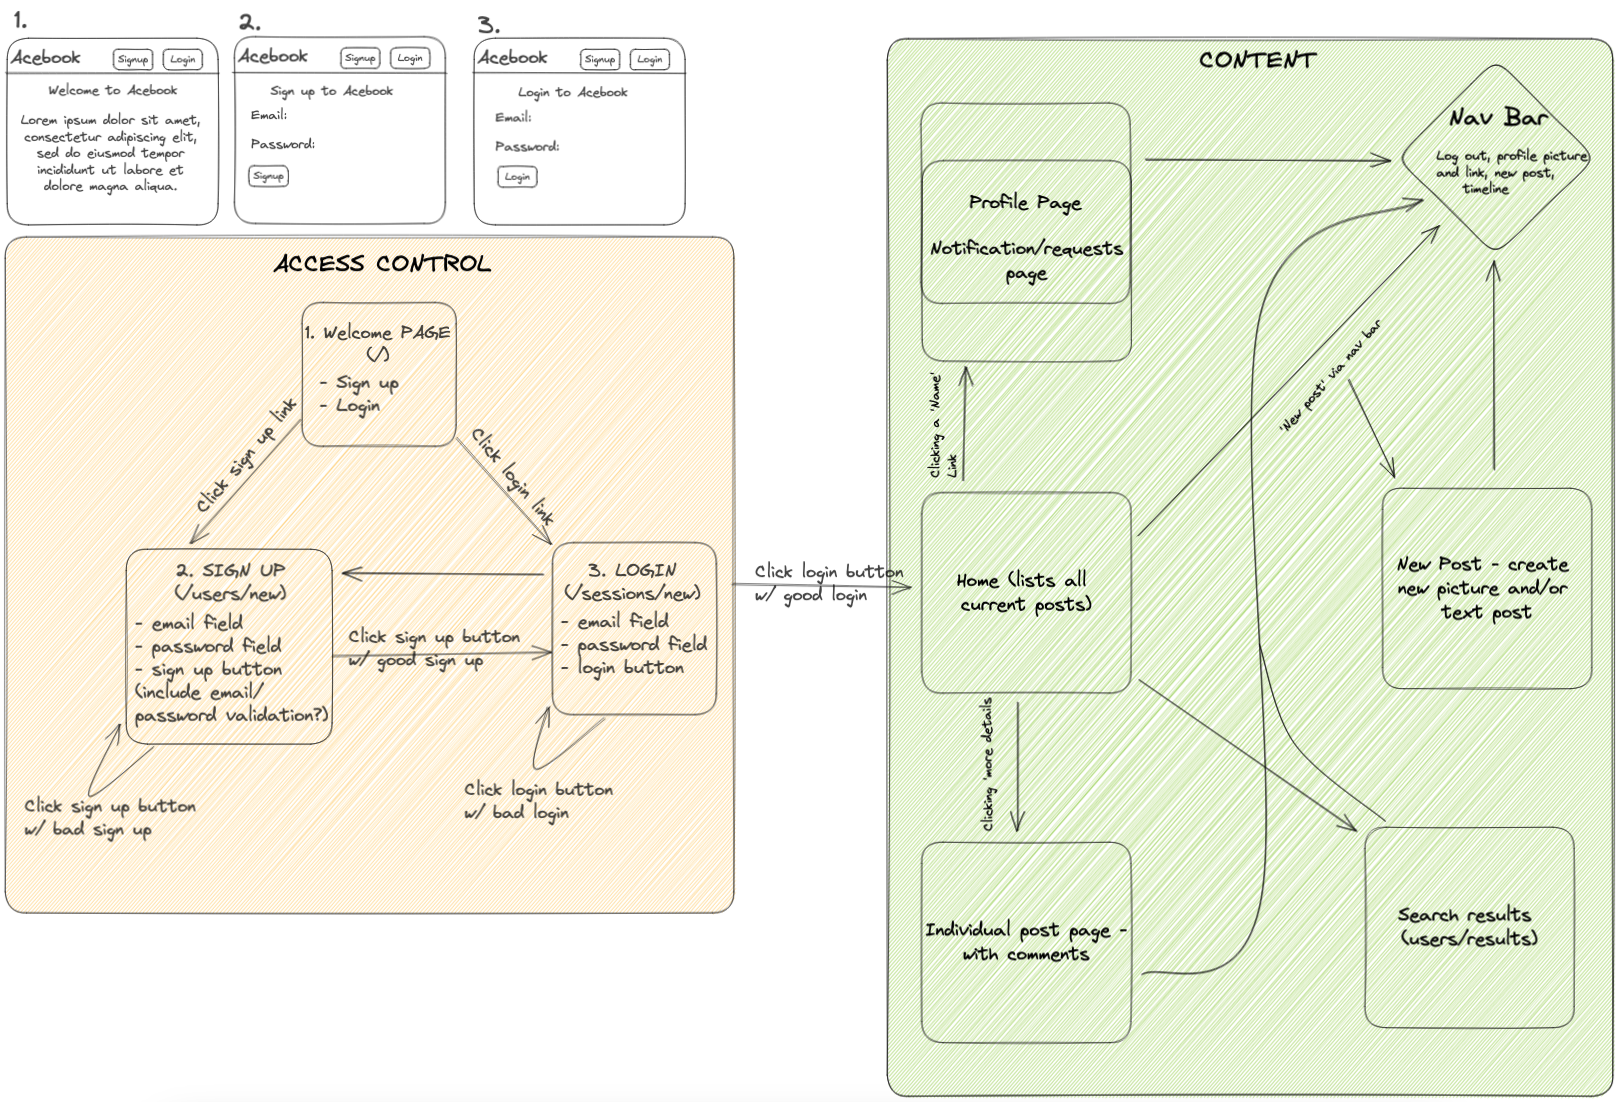 1.
Acebook
Signup
Login
Welcome to Acebook
Lorem ipsum dolor sit amet,
consectetur adipiscing elit,
sed do eiusmod tempor
incididunt ut labore et
dolore magna aliqua.
2.
Acebook
Signup
Login
Sign up to Acebook
Email:
Password:
Signup
3.
Acebook
Signup
Login
Login to Acebook
Email:
Password:
Login
ACCESS CONTROL
1. Welcome PAGE
(/)
- Sign up
- Login
Click sign up link
Click login link
2. SIGN UP
(/users/new)
- email field
- password field
- sign up button
(include email/
password validation?)
3. LOGIN
(/sessions/new)
- email field
- password field
- login button
Click sign up button
w/ good sign up
Click sign up button
w/ bad sign up
Click login button
w/ bad login
Click login button
w/ good login
CONTENT
Profile Page
Notification/requests
page
Nav Bar
Log out, profile picture
and link, new post,
timeline
Clicking a 'Name'
Link
'New post' via nav bar
Home (lists all
current posts)
New Post - create
new picture and/or
text post
Clicking 'more details
Individual post page -
with comments
Search results
(users/results)